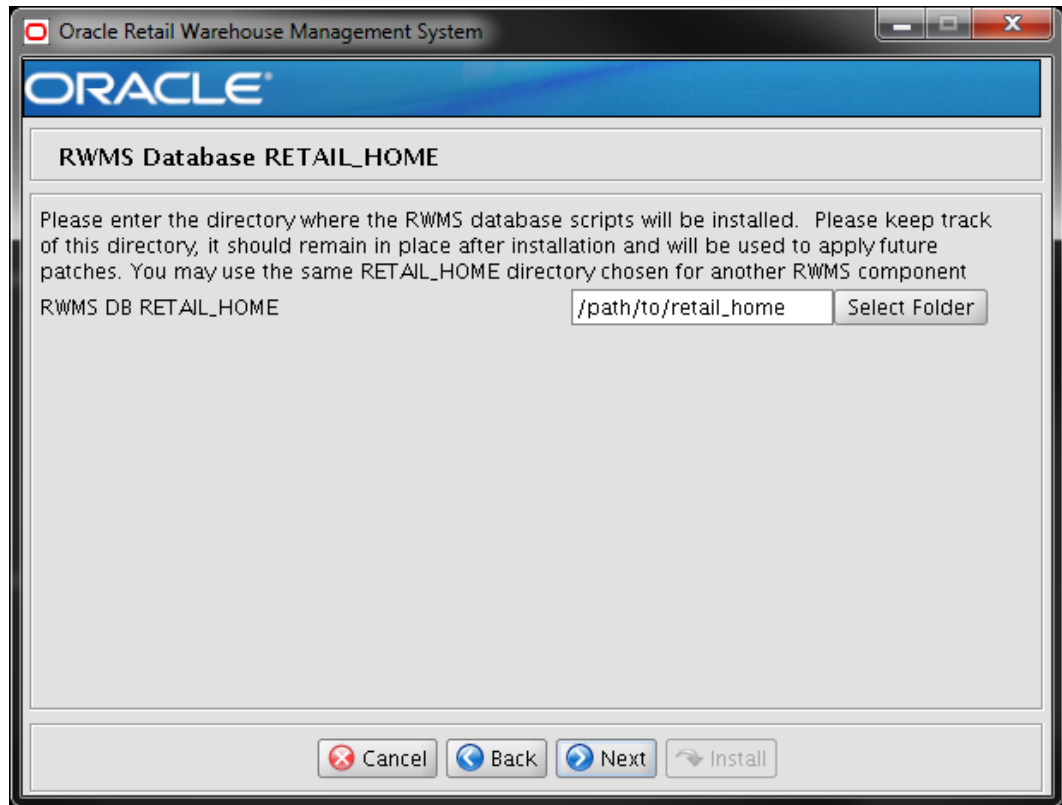 Oracle Retail Warehouse Management System
ORACLE®
RWMS Database RETAIL_HOME
Please enter the directory where the RWMS database scripts will be installed.  Please keep track
of this directory, it should remain in place after installation and will be used to apply future
patches. You may use the same RETAIL_HOME directory chosen for another RWMS component
RWMS DB RETAIL_HOME /path/to/retail_home Select Folder
Cancel Back Next Install